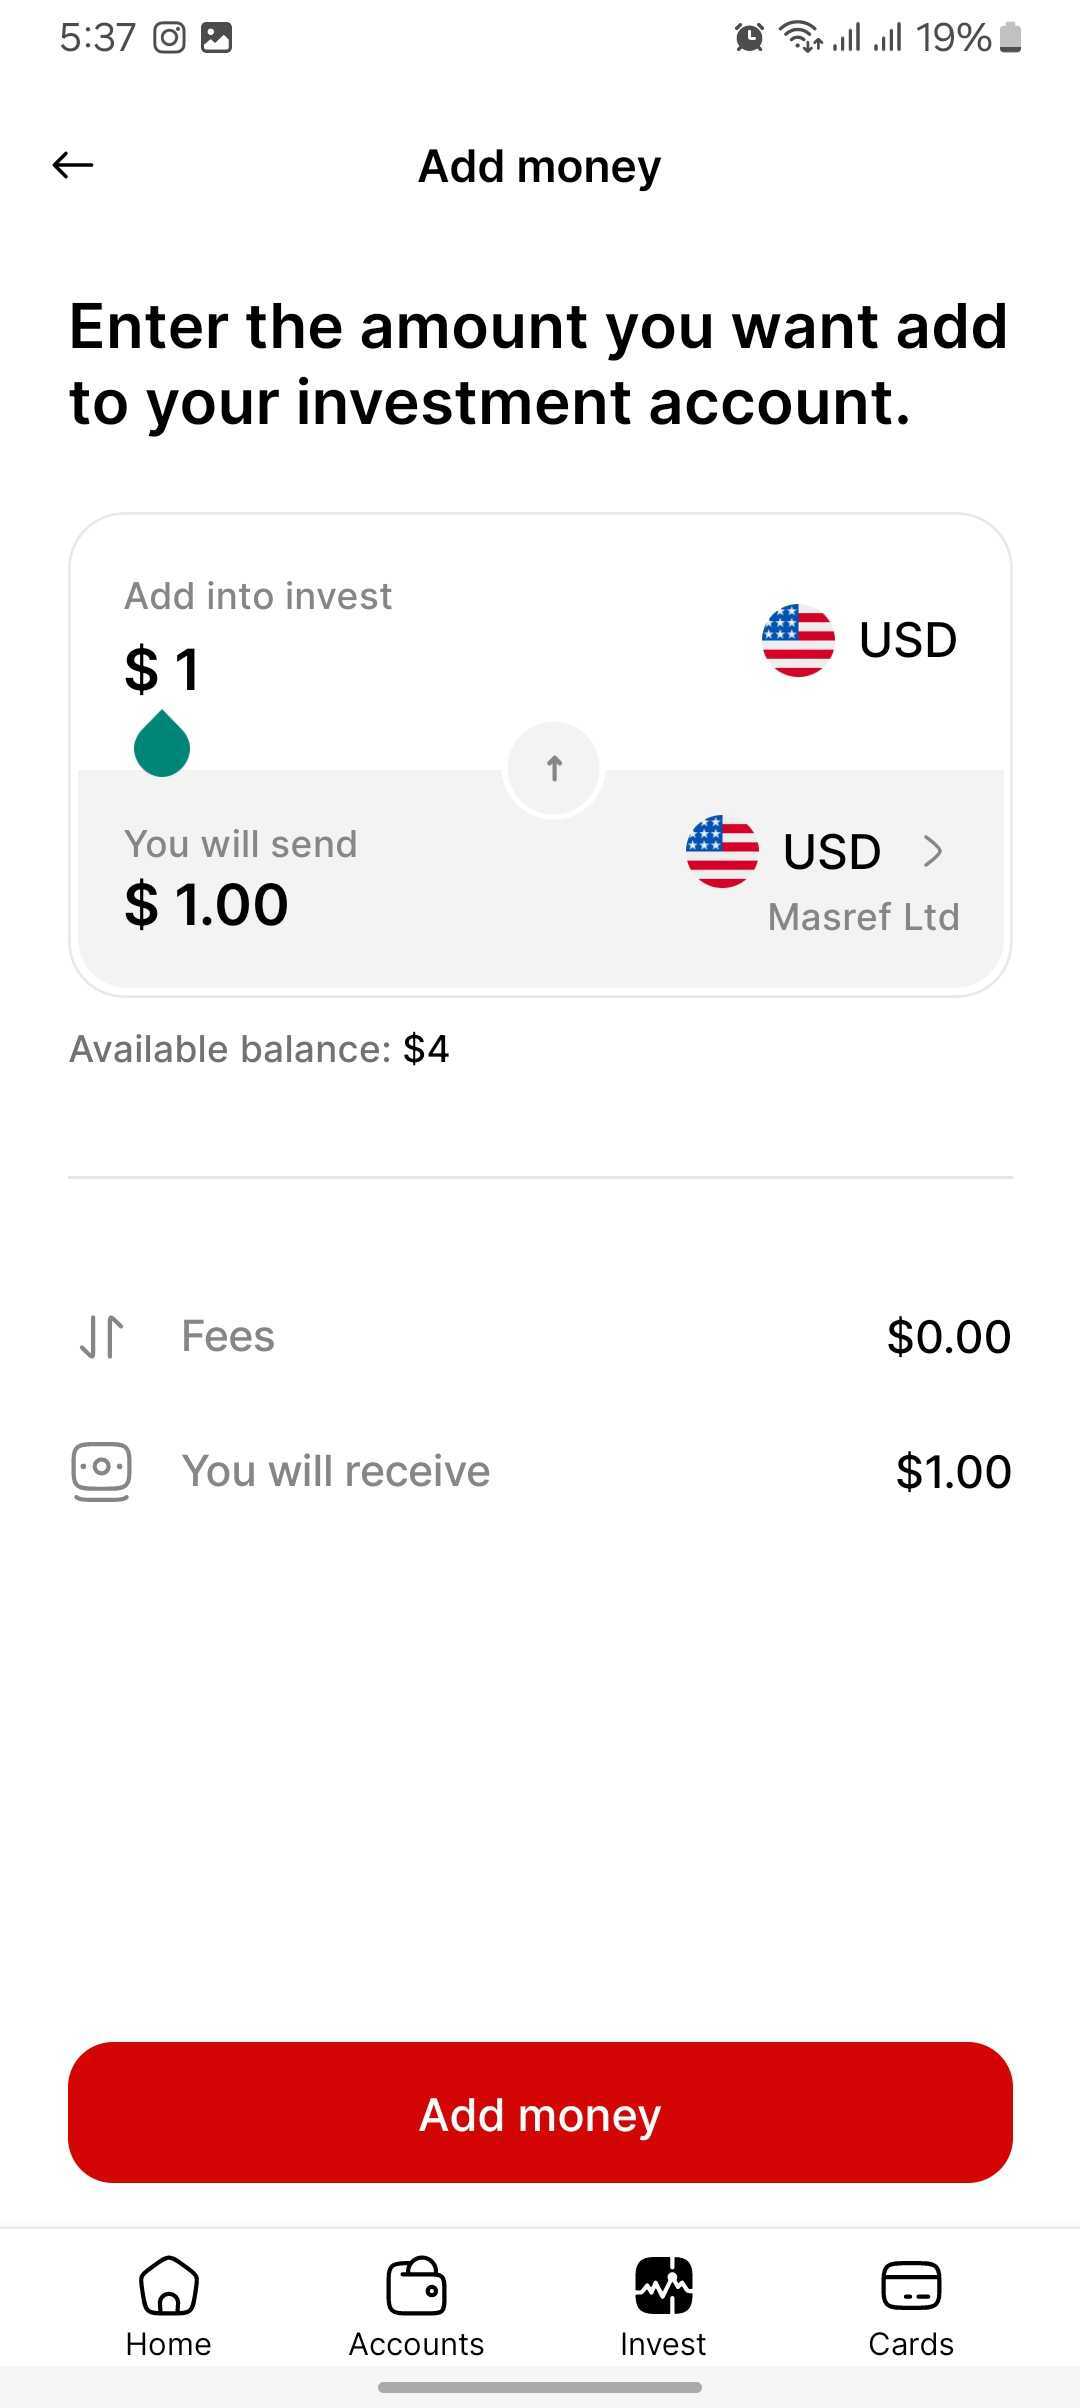 5:37
19%
Add money
Enter the amount you want add
to your investment account.
Add into invest
$ 1
USD
You will send
$ 1.00
USD
Masref Ltd
Available balance: $4
Fees
$0.00
You will receive
$1.00
Add money
Home
Accounts
Invest
Cards